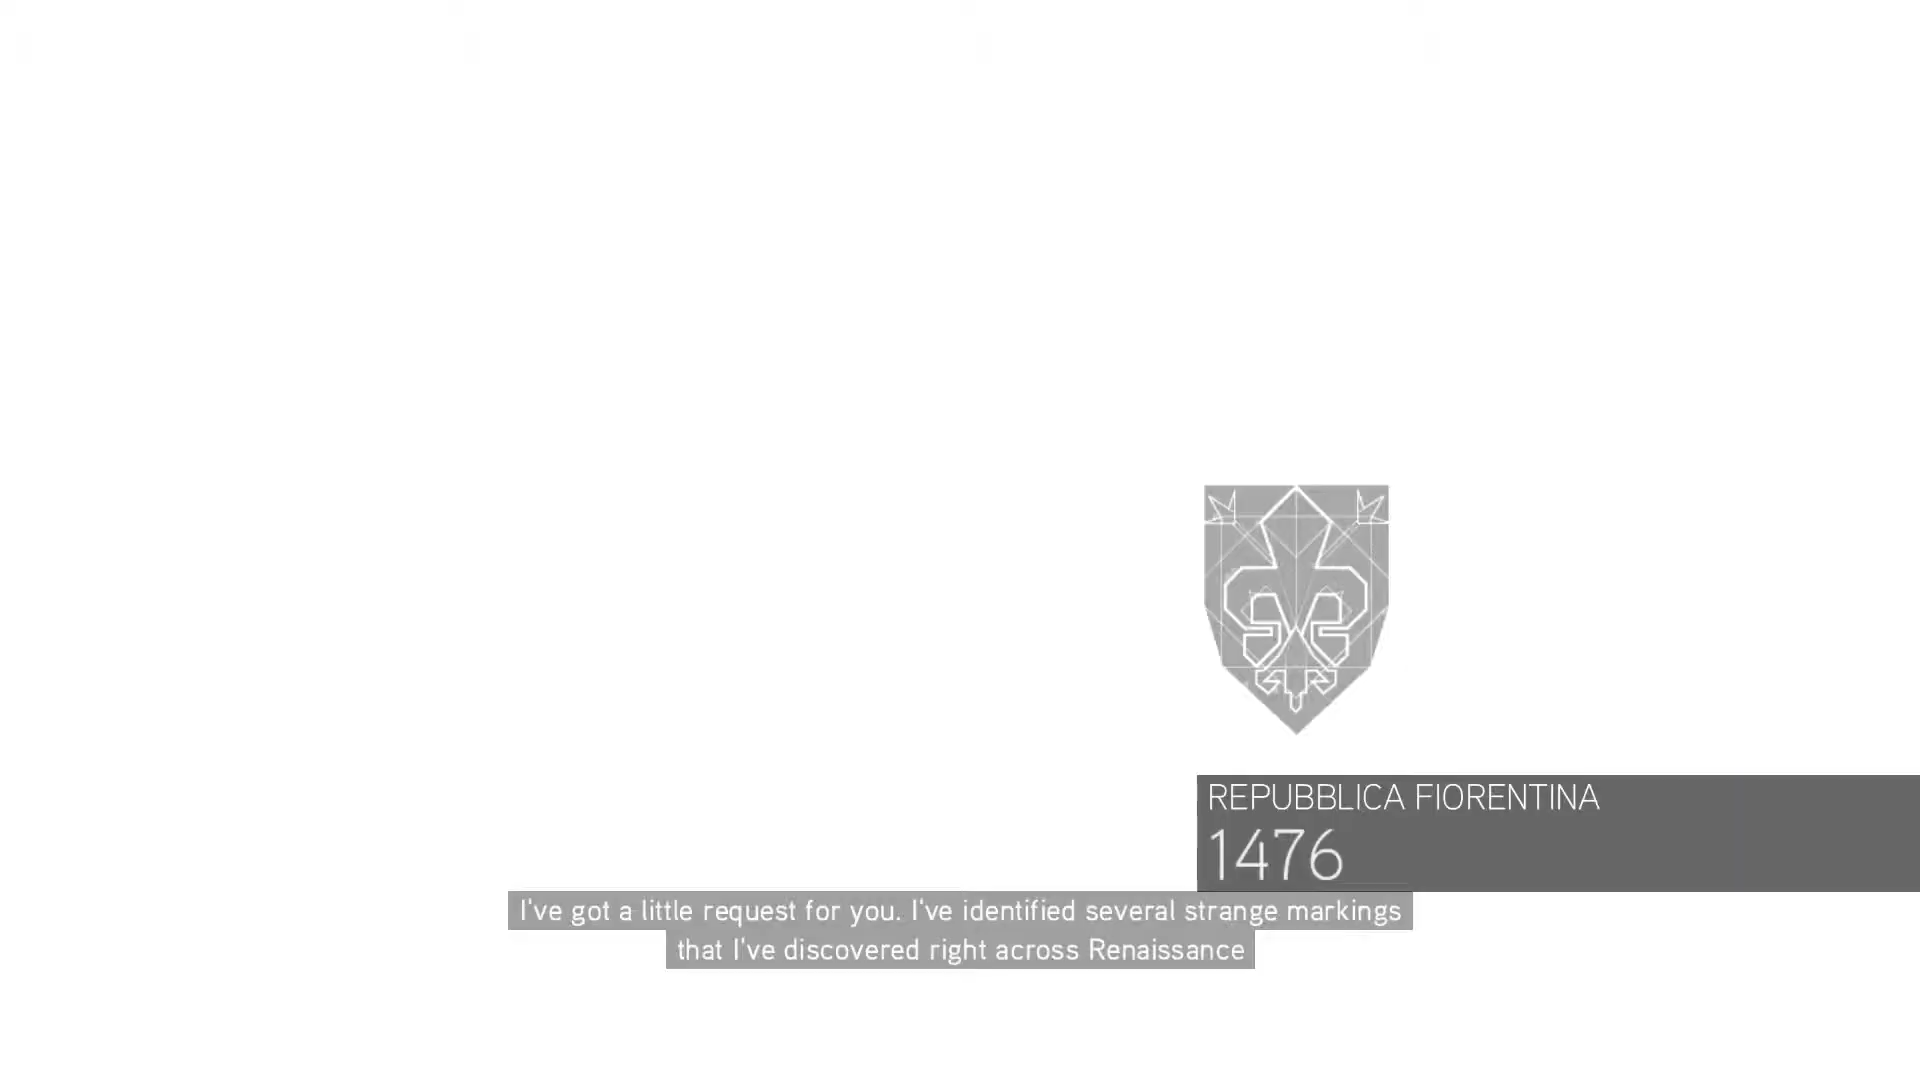 REPUBBLICA FIORENTINA
1476
I've got a little request for you. I've identified several strange markings
that I've discovered right across Renaissance